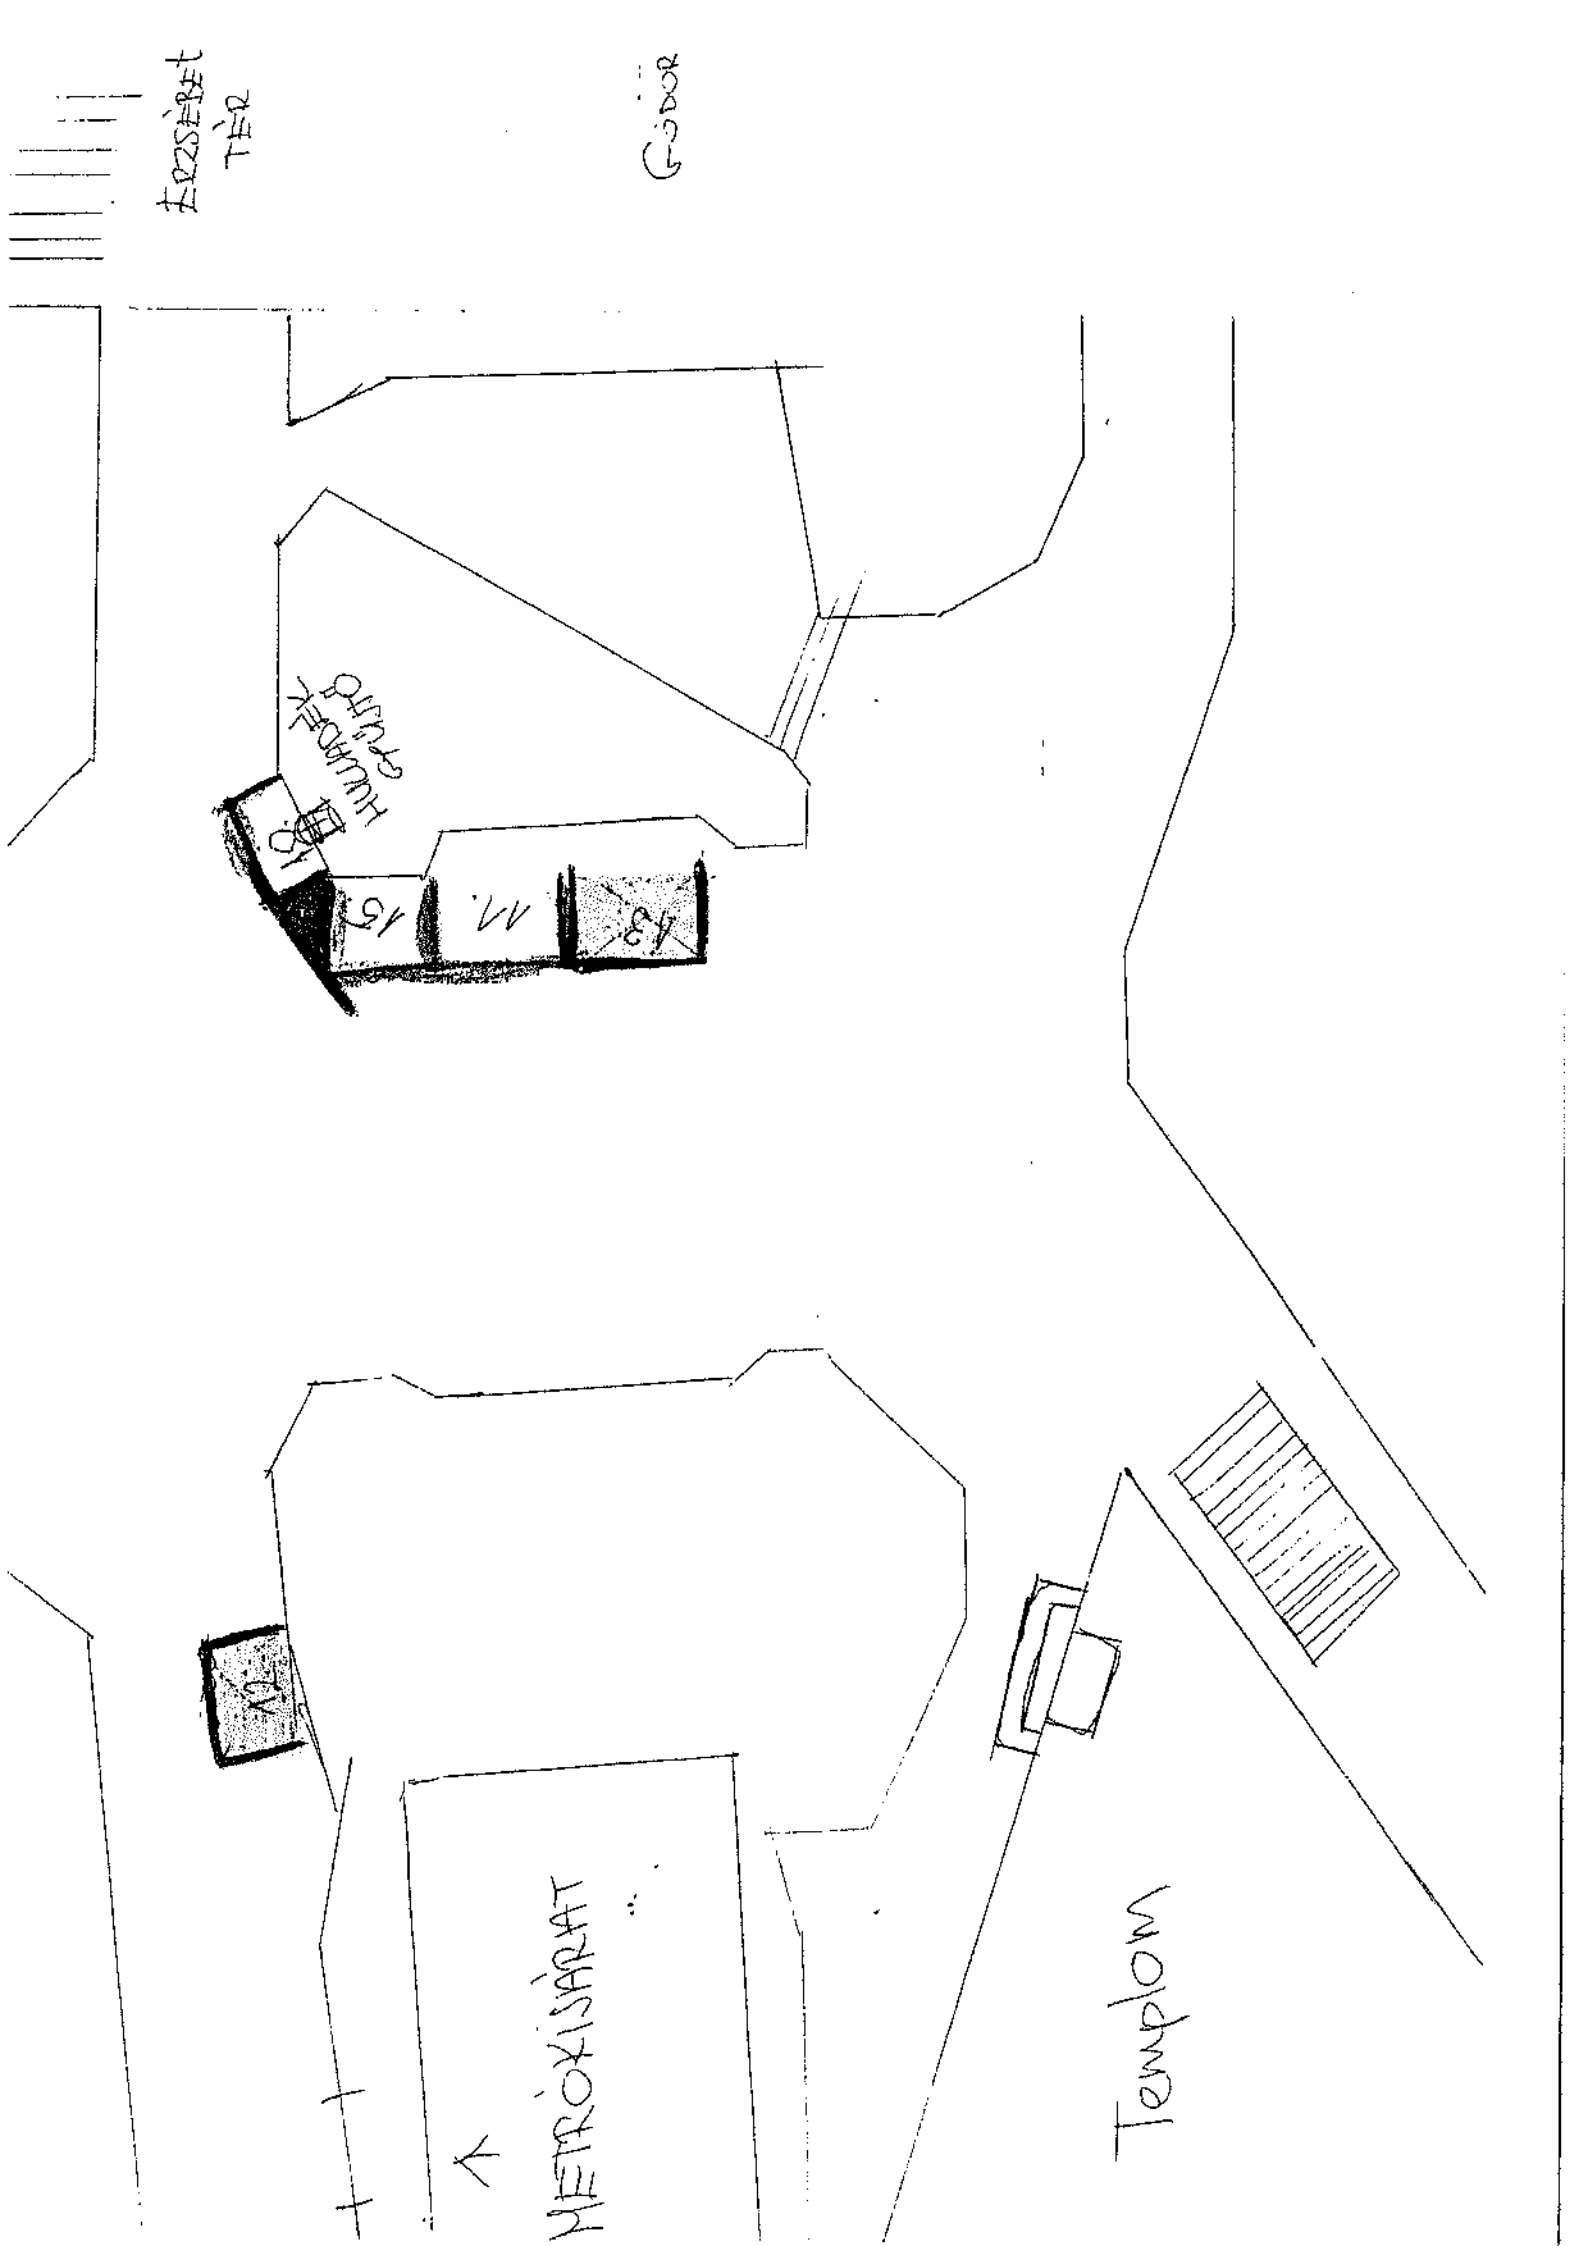 ERZSÉBET
TÉR
GÖDÖR
HULLADÉK
GYŰJTŐ
15.
11.
13.
12
METRÓKIJÁRAT
Templom